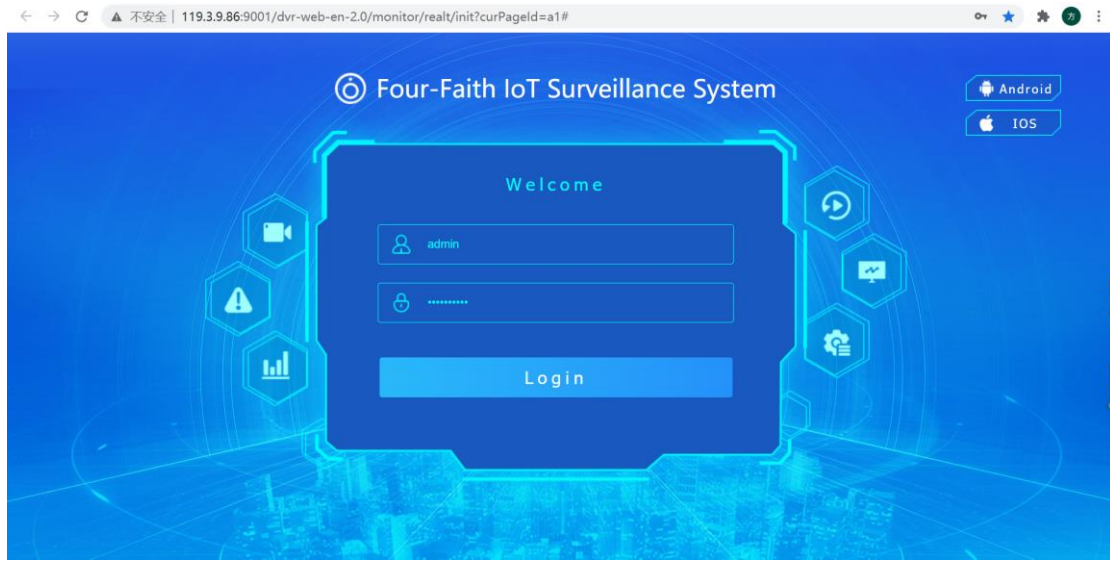 不安全 | 119.3.9.86:9001/dvr-web-en-2.0/monitor/realt/init?curPageId=a1#
方
Four-Faith IoT Surveillance System
Android
IOS
Welcome
admin
••••••••••
Login